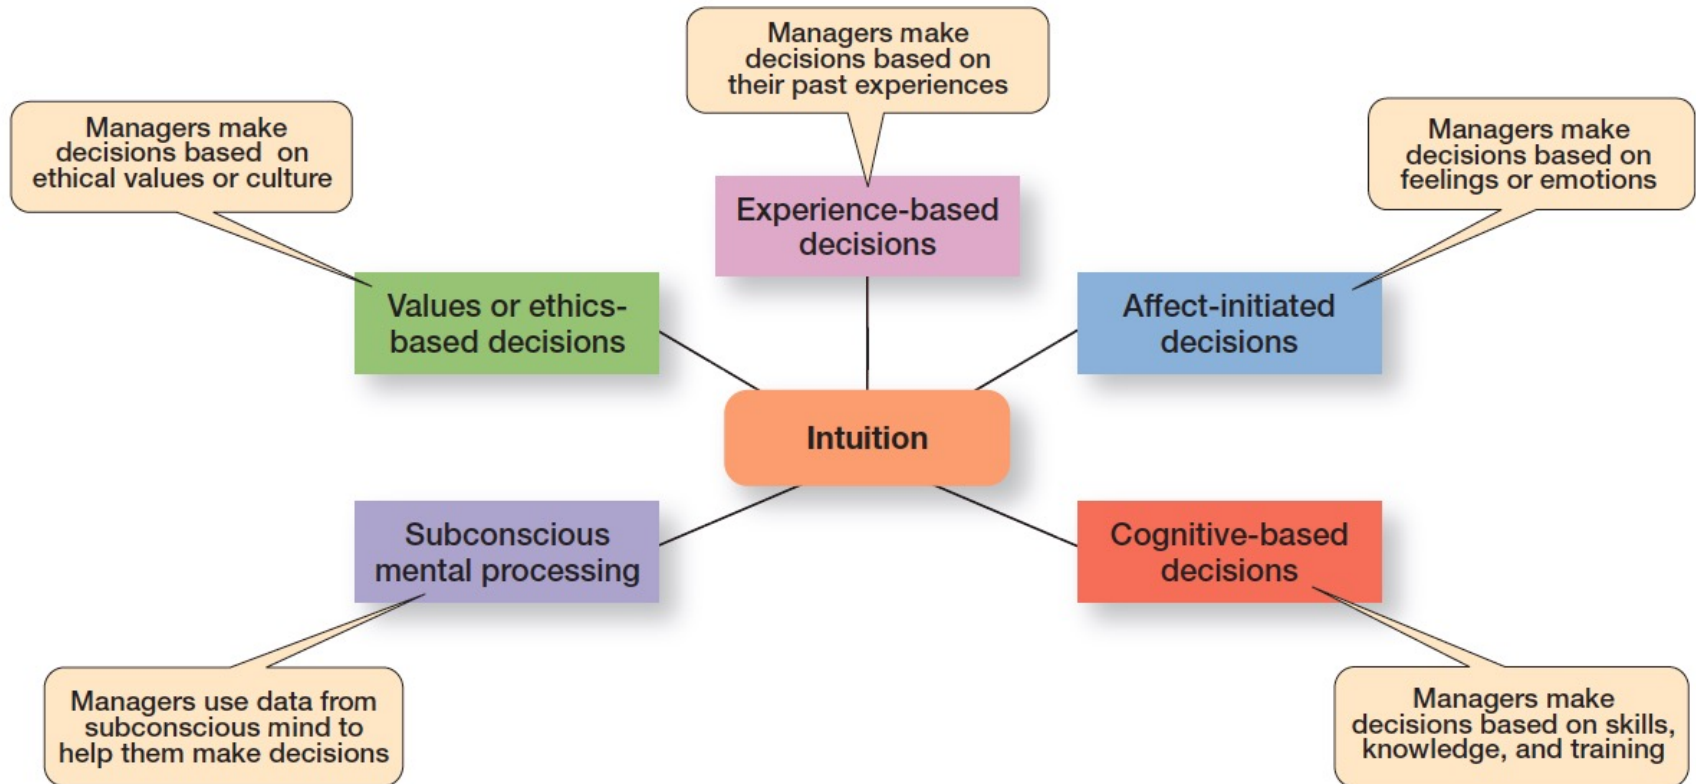 Managers make
decisions based on
their past experiences
Managers make
decisions based on
ethical values or culture
Managers make
decisions based on
feelings or emotions
Experience-based
decisions
Values or ethics-
based decisions
Affect-initiated
decisions
Intuition
Subconscious
mental processing
Cognitive-based
decisions
Managers use data from
subconscious mind to
help them make decisions
Managers make
decisions based on skills,
knowledge, and training